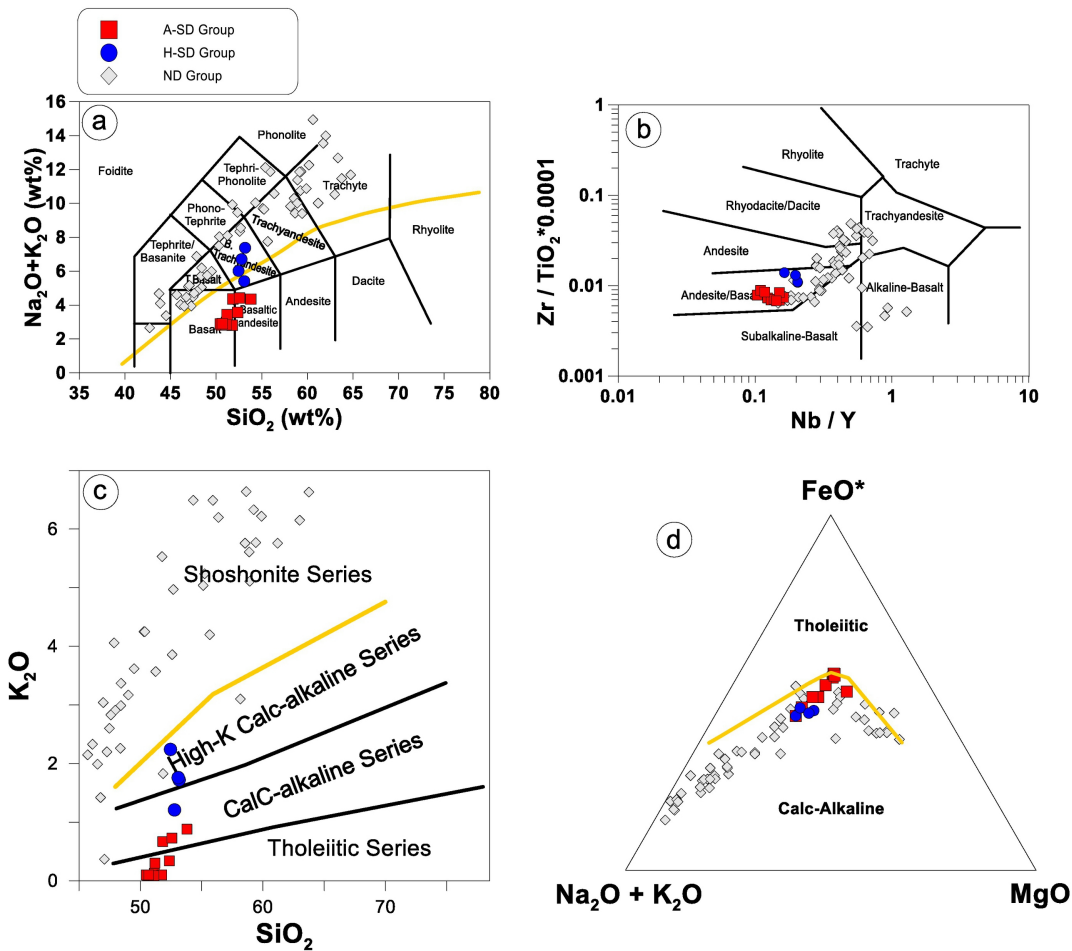 A-SD Group
H-SD Group
ND Group
a
Na2O+K2O (wt%)
16
14
12
10
8
6
4
2
0
Foidite
Phonolite
Tephri-
Phonolite
Trachyte
Phono-
Tephrite
Trachyandesite
Rhyolite
Tephrite/
Basanite
B.
Trachyandesite
T.Basalt
Dacite
Andesite
Basaltic
andesite
Basalt
35 40 45 50 55 60 65 70 75 80
SiO2 (wt%)
b
Zr / TiO2*0.0001
1
0.1
0.01
0.001
Rhyolite
Trachyte
Rhyodacite/Dacite
Trachyandesite
Andesite
Andesite/Basalt
Alkaline-Basalt
Subalkaline-Basalt
0.01 0.1 1 10
Nb / Y
c
K2O
6
4
2
0
Shoshonite Series
High-K Calc-alkaline Series
CalC-alkaline Series
Tholeiitic Series
50 60 70
SiO2
d
FeO*
Tholeiitic
Calc-Alkaline
Na2O + K2O
MgO